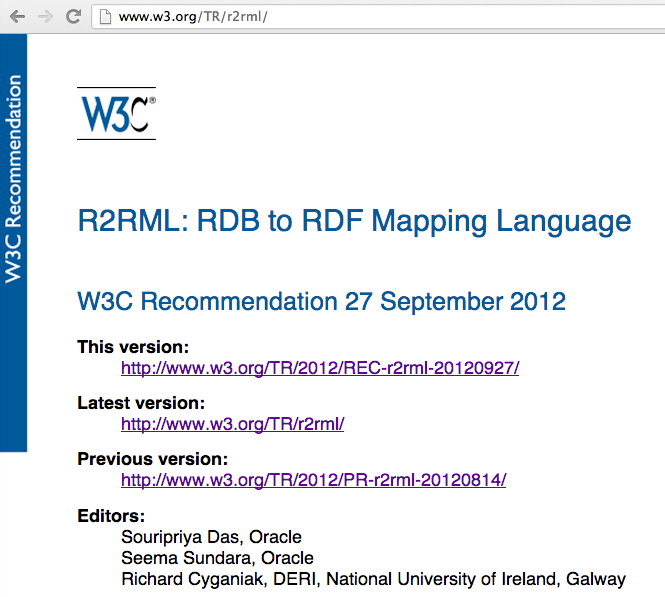 www.w3.org/TR/r2rml/
W3C Recommendation
W3C®
R2RML: RDB to RDF Mapping Language
W3C Recommendation 27 September 2012
This version:
http://www.w3.org/TR/2012/REC-r2rml-20120927/
Latest version:
http://www.w3.org/TR/r2rml/
Previous version:
http://www.w3.org/TR/2012/PR-r2rml-20120814/
Editors:
Souripriya Das, Oracle
Seema Sundara, Oracle
Richard Cyganiak, DERI, National University of Ireland, Galway